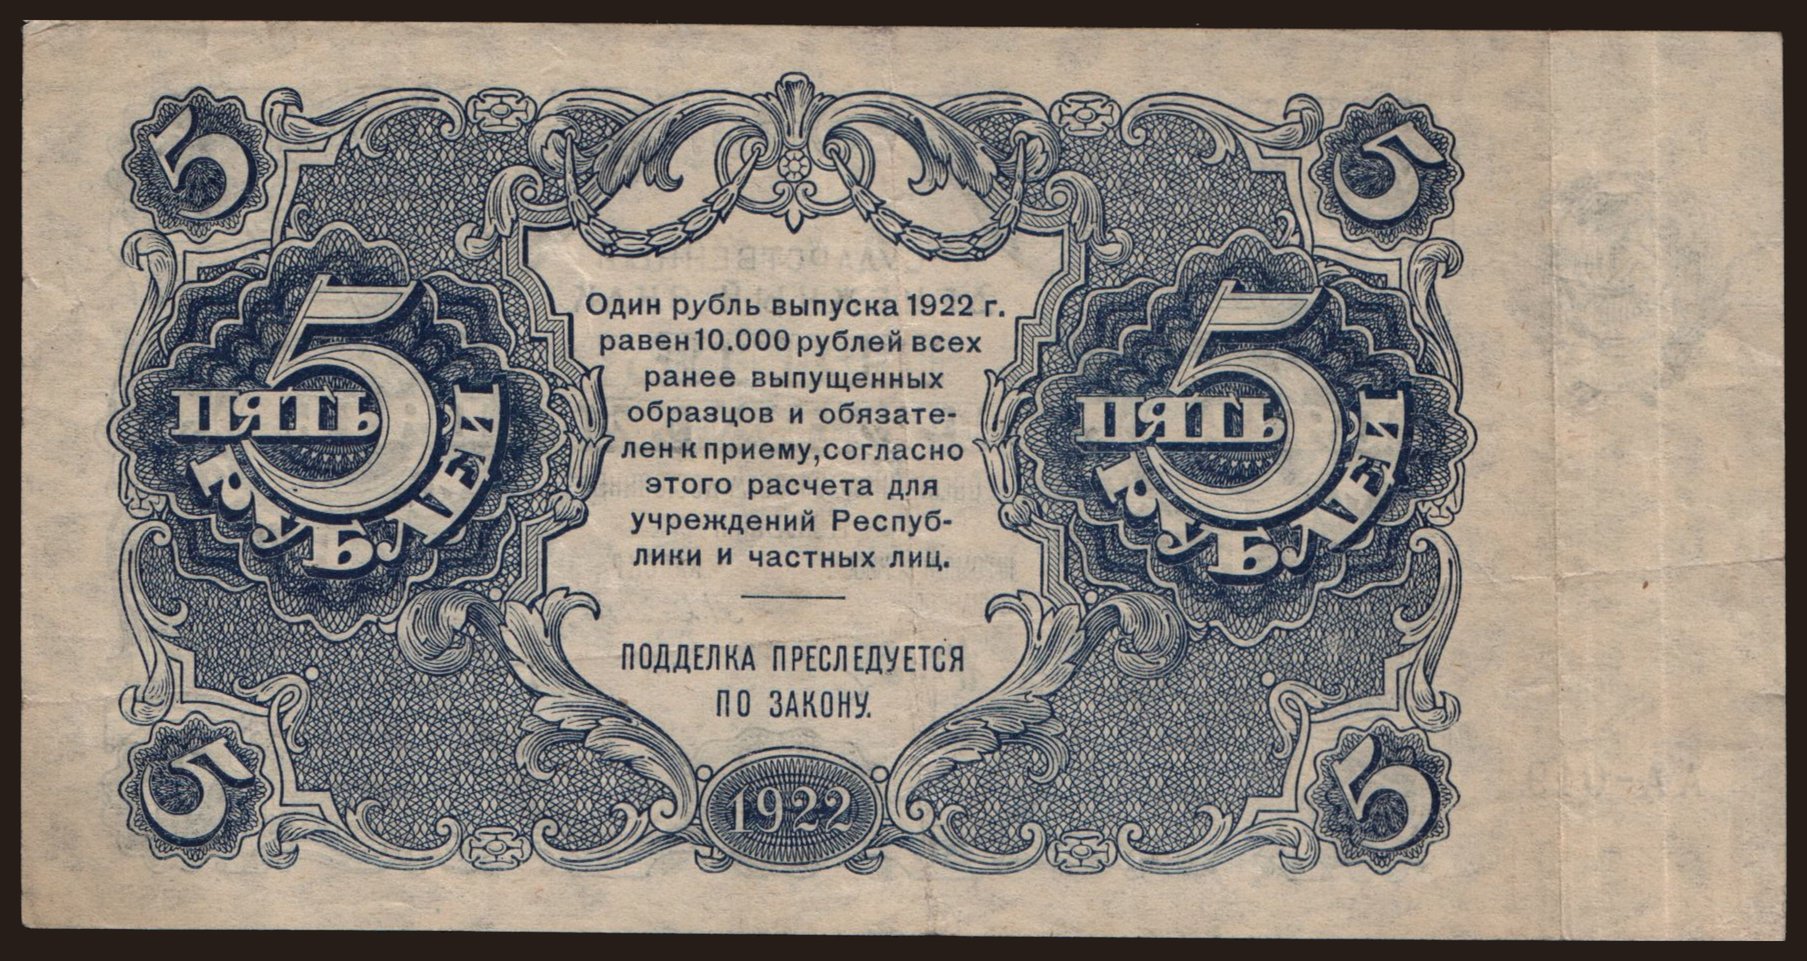 5
5
5
ПЯТЬ
РУБЛЕЙ
Один рубль выпуска 1922 г.
равен 10.000 рублей всех
ранее выпущенных
образцов и обязате-
лен к приему, согласно
этого расчета для
учреждений Респуб-
лики и частных лиц.
ПОДДЕЛКА ПРЕСЛЕДУЕТСЯ
ПО ЗАКОНУ.
5
ПЯТЬ
РУБЛЕЙ
5
1922
5